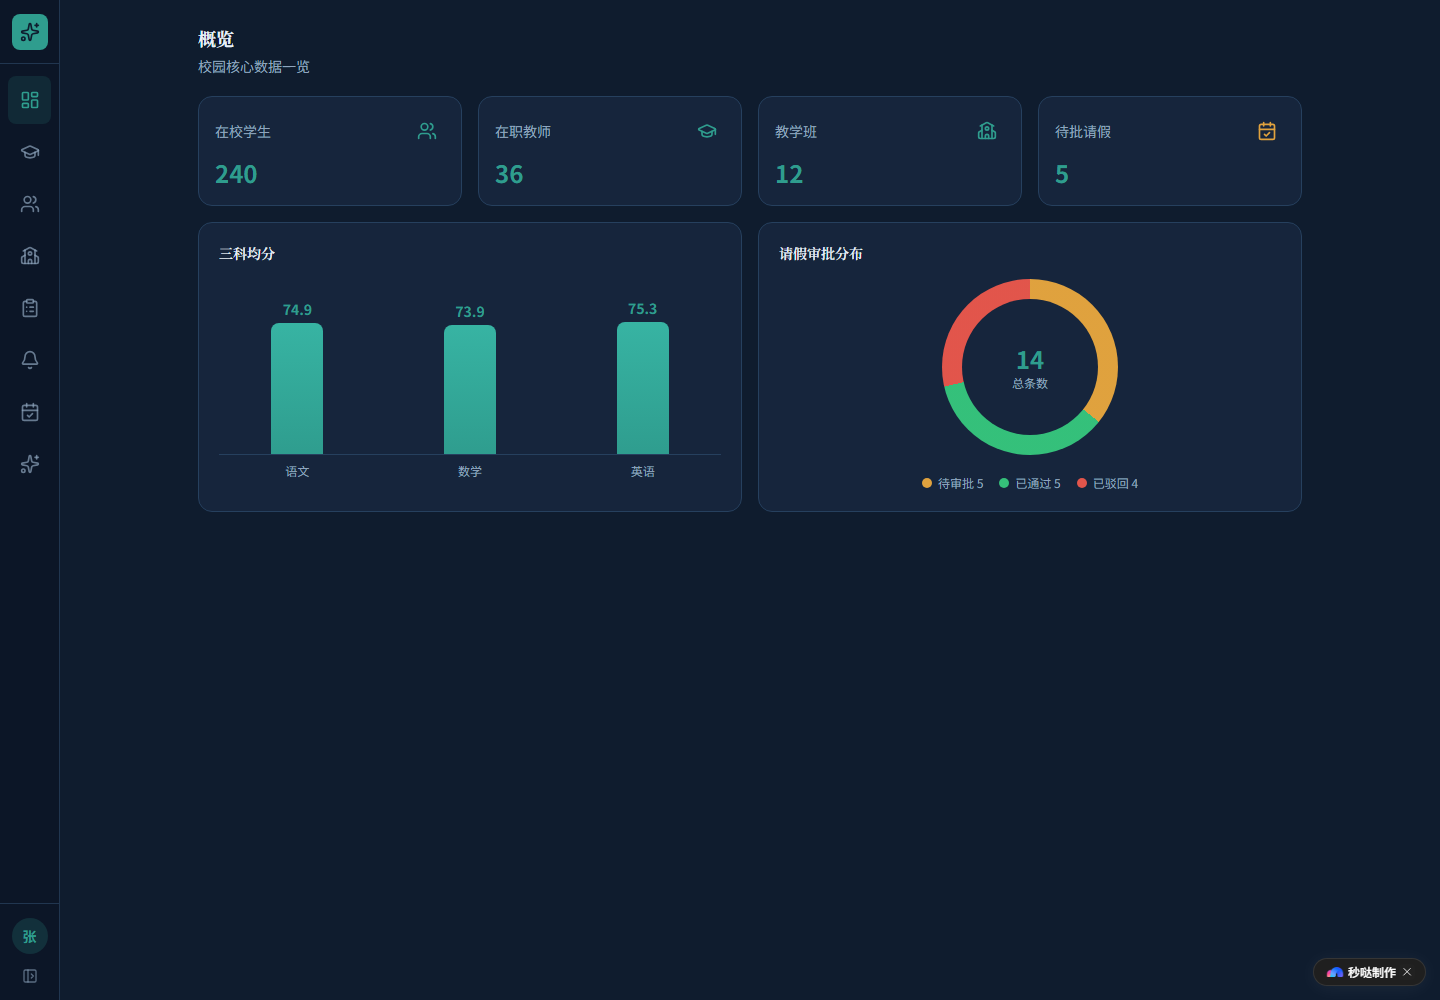 概览
校园核心数据一览
在校学生
240
在职教师
36
教学班
12
待批请假
5
三科均分
74.9
73.9
75.3
语文
数学
英语
请假审批分布
14
总条数
待审批 5
已通过 5
已驳回 4
张
秒哒制作